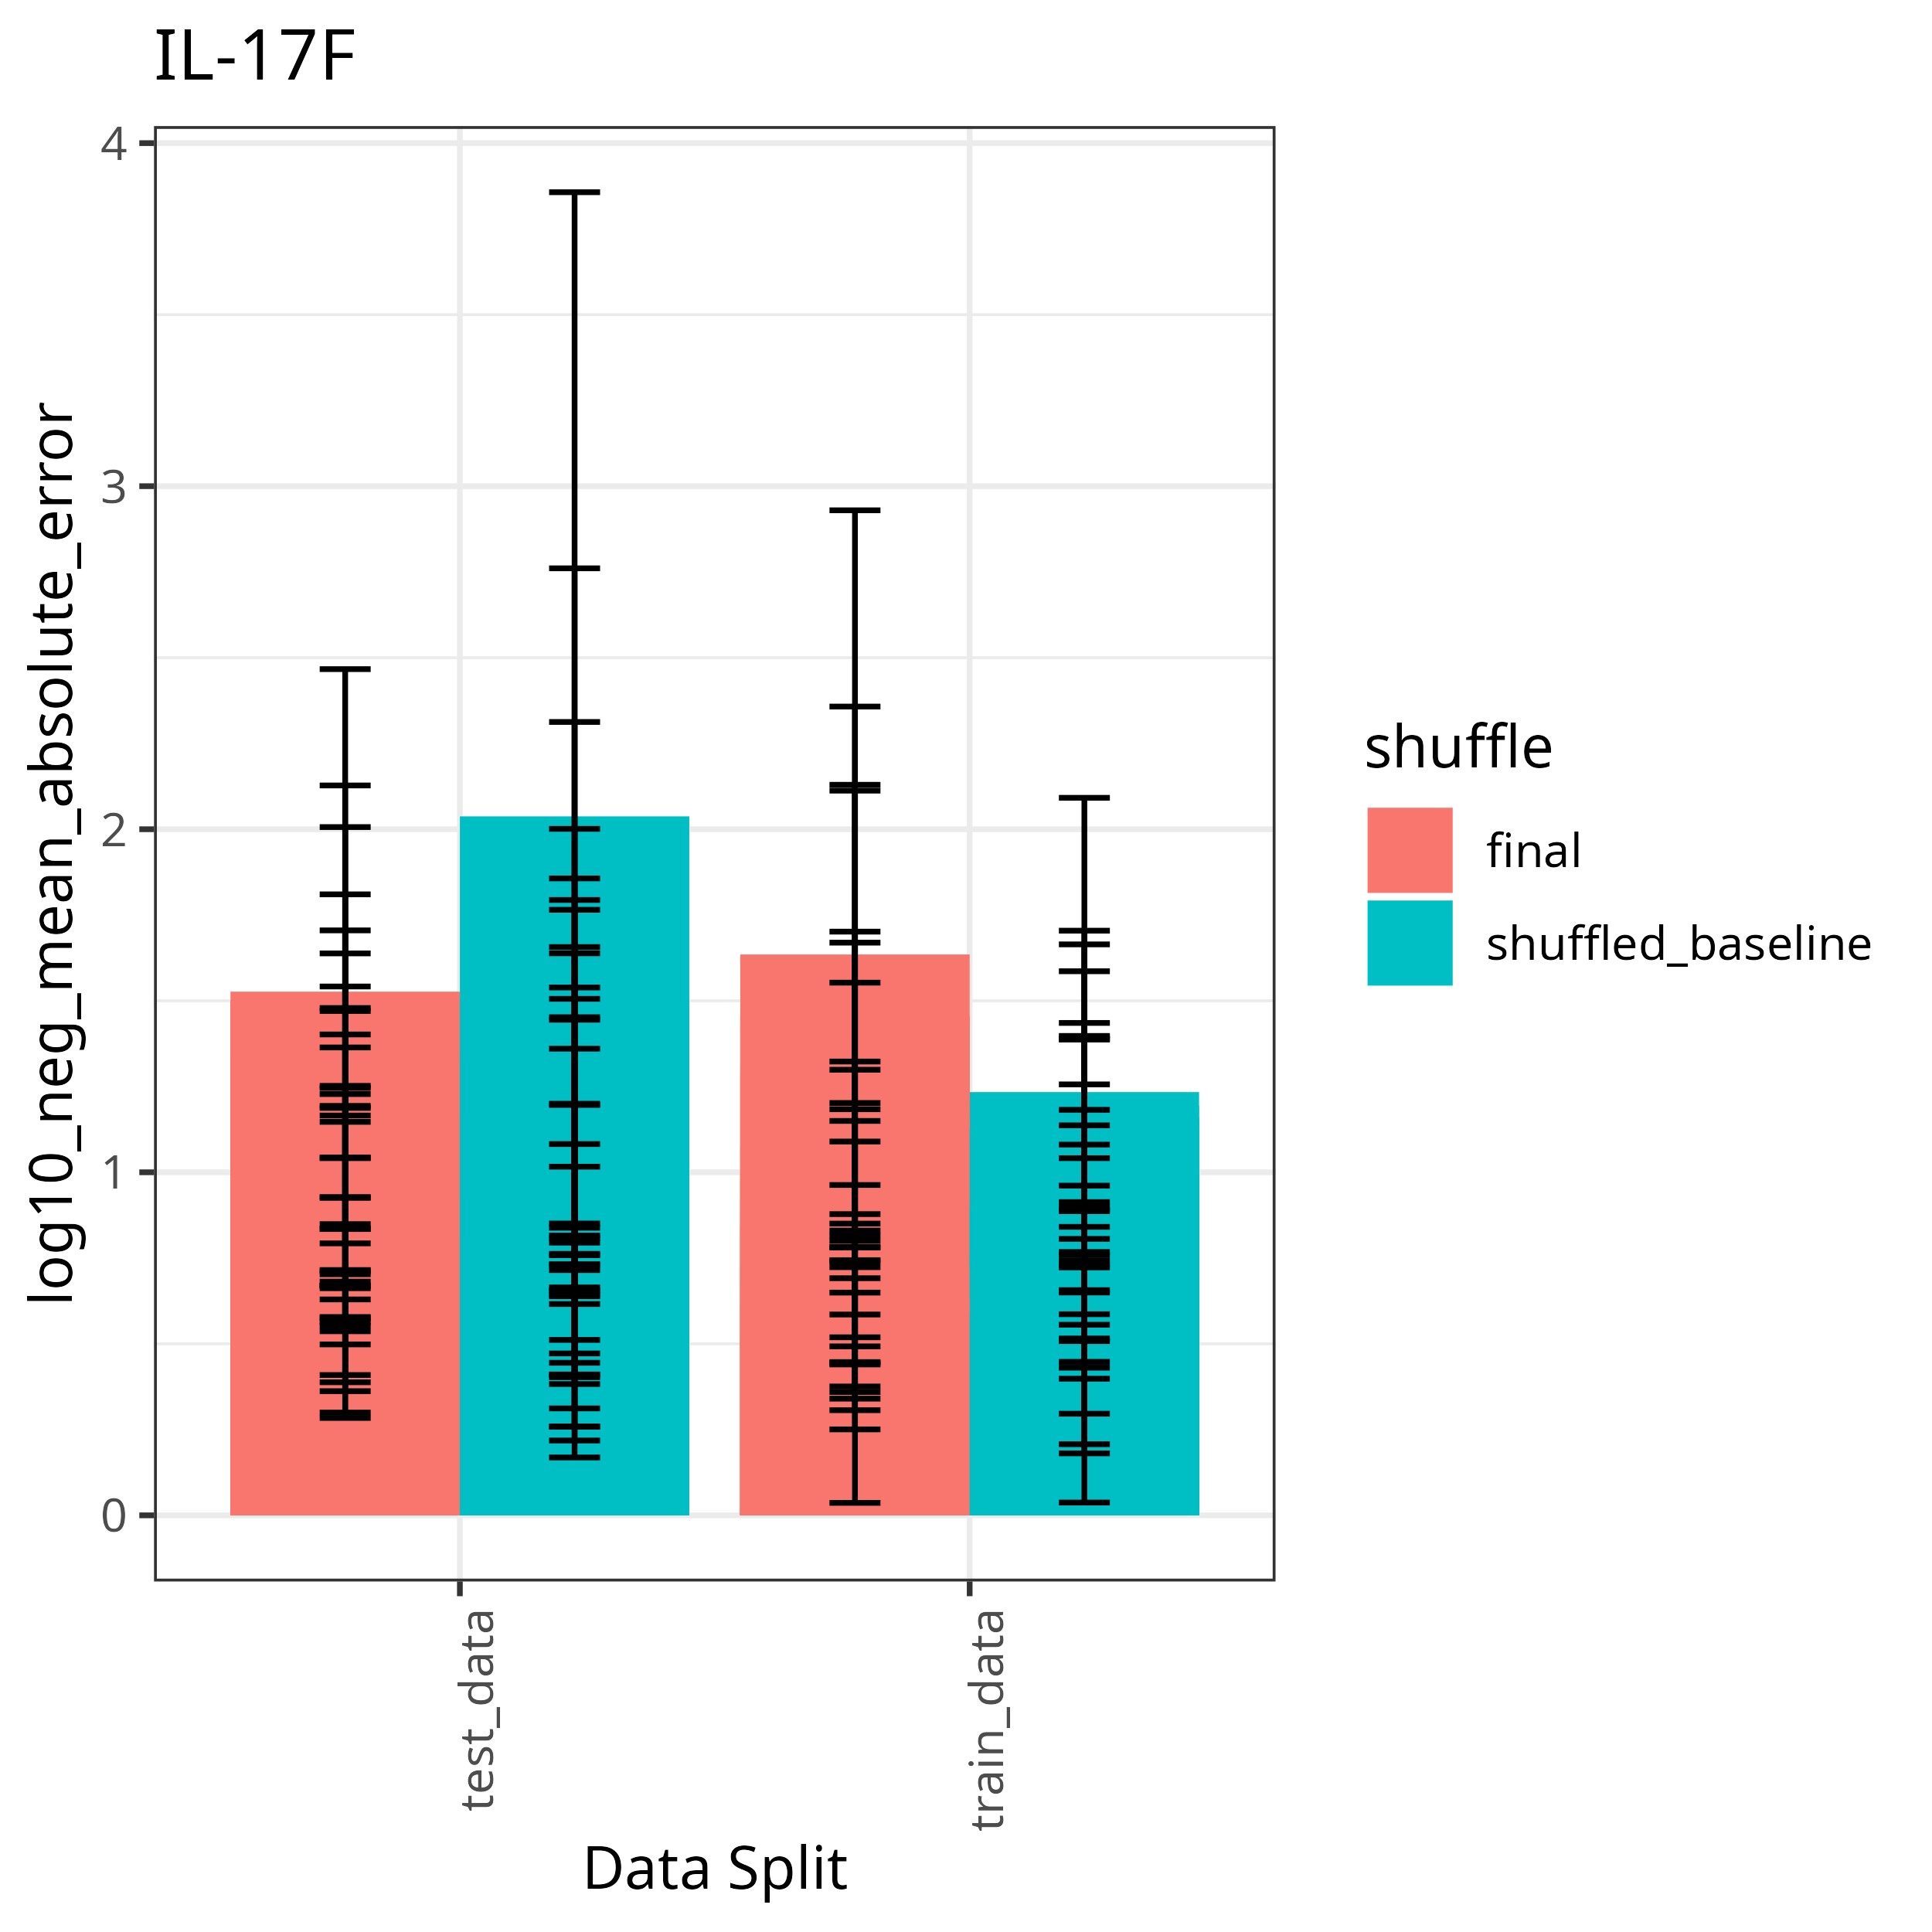 IL-17F
log10_neg_mean_absolute_error
4
3
2
1
0
test_data
train_data
Data Split
shuffle
final
shuffled_baseline